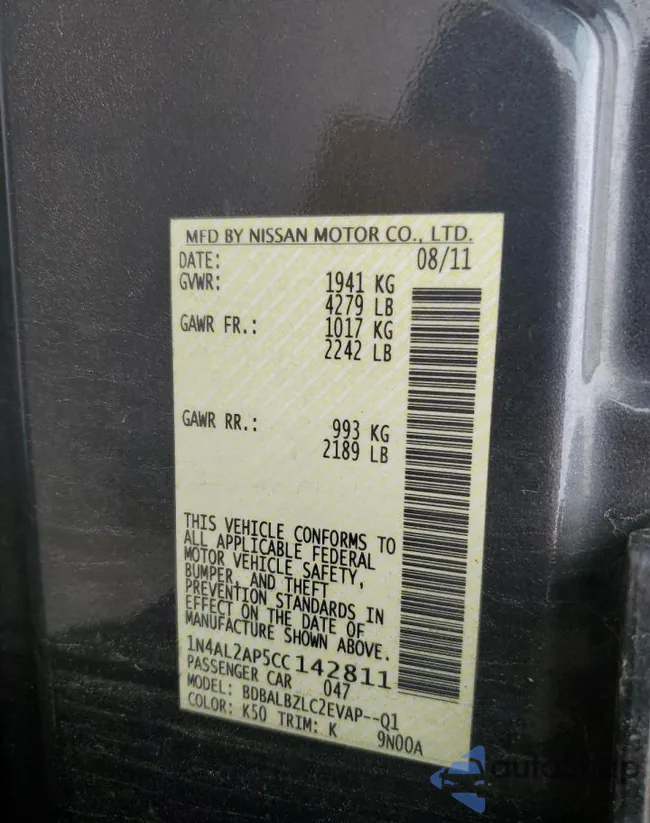 MFD BY NISSAN MOTOR CO., LTD.
DATE: 08/11
GVWR: 1941 KG
4279 LB
GAWR FR.: 1017 KG
2242 LB
GAWR RR.: 993 KG
2189 LB
THIS VEHICLE CONFORMS TO
ALL APPLICABLE FEDERAL
MOTOR VEHICLE SAFETY,
BUMPER, AND THEFT
PREVENTION STANDARDS IN
EFFECT ON THE DATE OF
MANUFACTURE SHOWN ABOVE.
1N4AL2AP5CC142811
PASSENGER CAR 047
MODEL: BDBALBZLC2EVAP--Q1
COLOR: K50 TRIM: K 9N00A